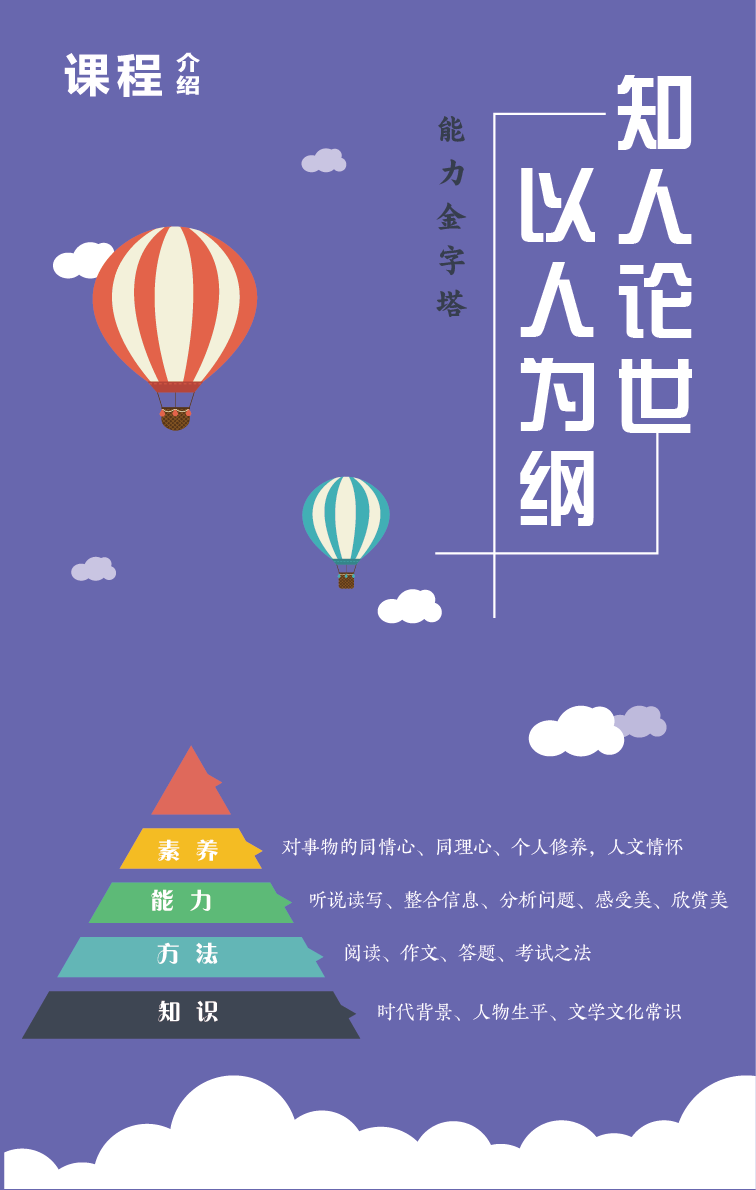 课程介绍
知人论世
以人为纲
能力金字塔
素养
对事物的同情心、同理心、个人修养，人文情怀
能力
听说读写、整合信息、分析问题、感受美、欣赏美
方法
阅读、作文、答题、考试之法
知识
时代背景、人物生平、文学文化常识